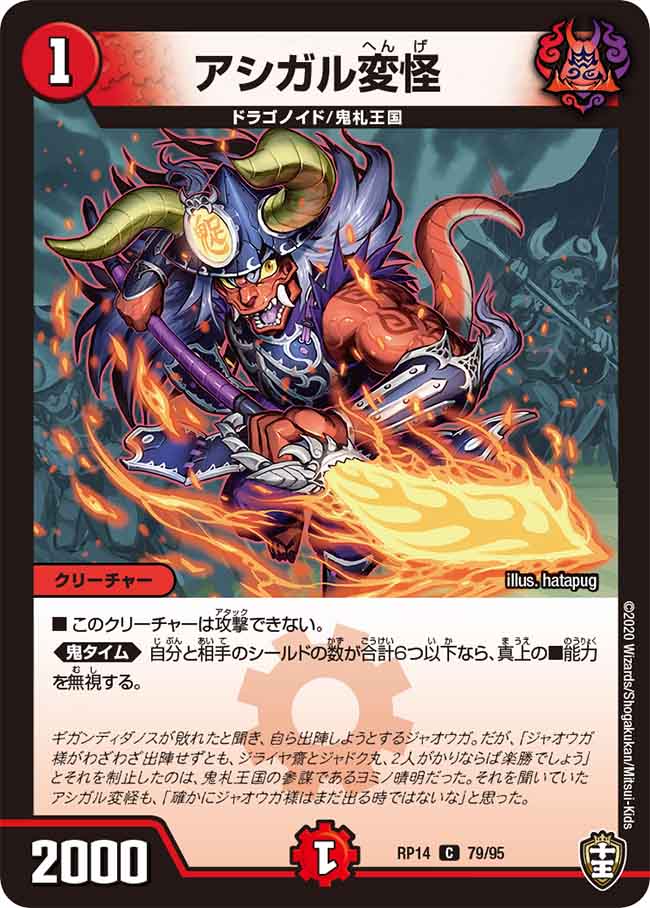 1
へんげ
アシガル変怪
ドラゴノイド/鬼札王国
クリーチャー
illus. hatapug
アタック
■このクリーチャーは攻撃できない。
じぶん あいて かず ごうけい いか まうえ のうりょく
鬼タイム 自分と相手のシールドの数が合計6つ以下なら、真上の■能力
むし
を無視する。
ギガンディダノスが敗れたと聞き、自ら出陣しようとするジャオウガ。だが、「ジャオウガ
様がわざわざ出陣せずとも、ジライヤ齋とジャドク丸、2人がかりならば楽勝でしょう」
とそれを制止したのは、鬼札王国の参謀であるヨミノ晴明だった。それを聞いていた
アシガル変怪も、「確かにジャオウガ様はまだ出る時ではないな」と思った。
©2020 Wizards/Shogakukan/Mitsui-Kids
2000
1
RP14 C 79/95
十王